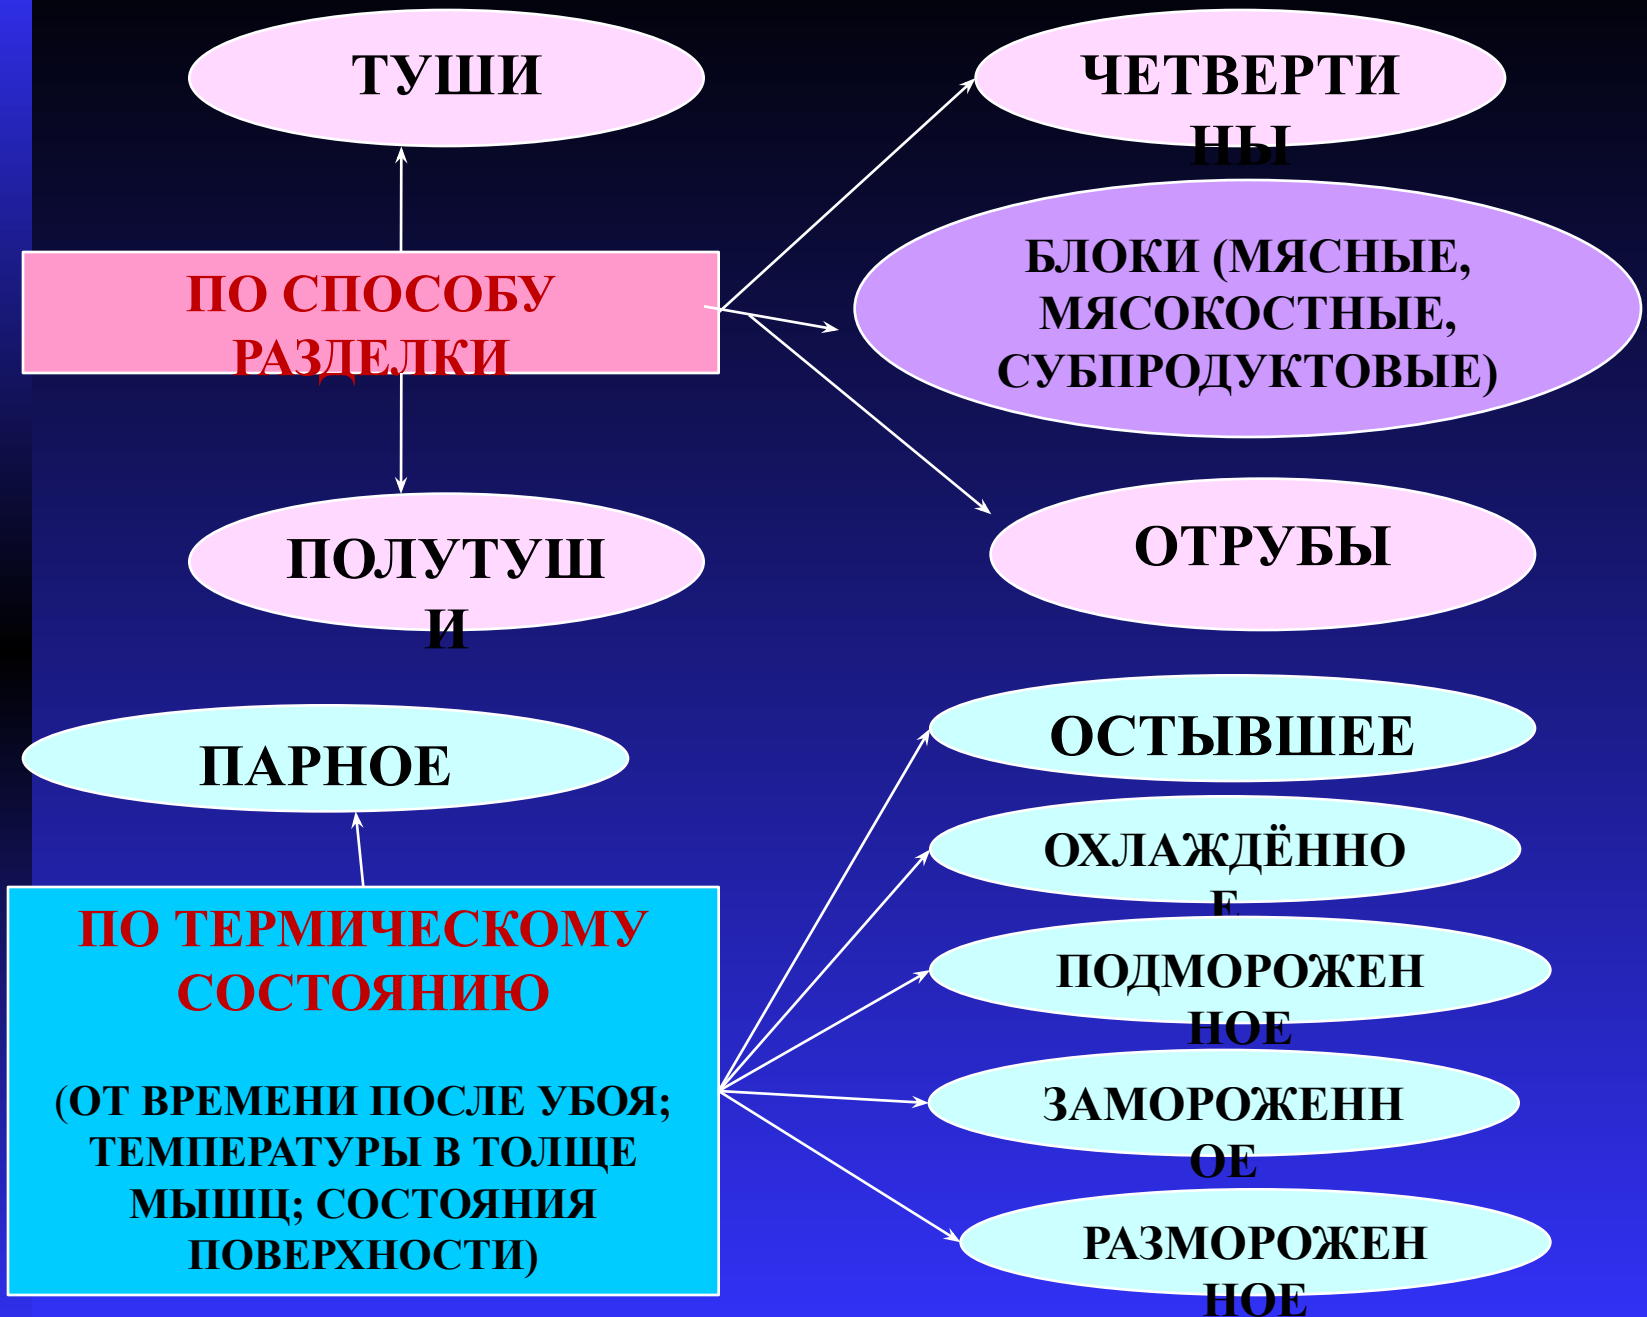 ТУШИ
ЧЕТВЕРТИ
НЫ
ПО СПОСОБУ
РАЗДЕЛКИ
БЛОКИ (МЯСНЫЕ,
МЯСОКОСТНЫЕ,
СУБПРОДУКТОВЫЕ)
ПОЛУТУШ
И
ОТРУБЫ
ПАРНОЕ
ОСТЫВШЕЕ
ОХЛАЖДЁННО
Е
ПО ТЕРМИЧЕСКОМУ
СОСТОЯНИЮ
(ОТ ВРЕМЕНИ ПОСЛЕ УБОЯ;
ТЕМПЕРАТУРЫ В ТОЛЩЕ
МЫШЦ; СОСТОЯНИЯ
ПОВЕРХНОСТИ)
ПОДМОРОЖЕН
НОЕ
ЗАМОРОЖЕНН
ОЕ
РАЗМОРОЖЕН
НОЕ